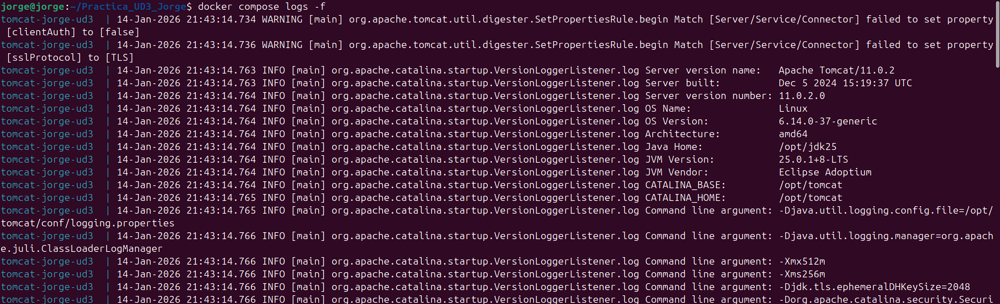 jorge@jorge:~/Practica_UD3_Jorge$ docker compose logs -f
tomcat-jorge-ud3  | 14-Jan-2026 21:43:14.734 WARNING [main] org.apache.tomcat.util.digester.SetPropertiesRule.begin Match [Server/Service/Connector] failed to set property
 [clientAuth] to [false]
tomcat-jorge-ud3  | 14-Jan-2026 21:43:14.736 WARNING [main] org.apache.tomcat.util.digester.SetPropertiesRule.begin Match [Server/Service/Connector] failed to set property
 [sslProtocol] to [TLS]
tomcat-jorge-ud3  | 14-Jan-2026 21:43:14.763 INFO [main] org.apache.catalina.startup.VersionLoggerListener.log Server version name:   Apache Tomcat/11.0.2
tomcat-jorge-ud3  | 14-Jan-2026 21:43:14.763 INFO [main] org.apache.catalina.startup.VersionLoggerListener.log Server built:          Dec 5 2024 15:19:37 UTC
tomcat-jorge-ud3  | 14-Jan-2026 21:43:14.764 INFO [main] org.apache.catalina.startup.VersionLoggerListener.log Server version number: 11.0.2.0
tomcat-jorge-ud3  | 14-Jan-2026 21:43:14.764 INFO [main] org.apache.catalina.startup.VersionLoggerListener.log OS Name:               Linux
tomcat-jorge-ud3  | 14-Jan-2026 21:43:14.764 INFO [main] org.apache.catalina.startup.VersionLoggerListener.log OS Version:            6.14.0-37-generic
tomcat-jorge-ud3  | 14-Jan-2026 21:43:14.764 INFO [main] org.apache.catalina.startup.VersionLoggerListener.log Architecture:          amd64
tomcat-jorge-ud3  | 14-Jan-2026 21:43:14.764 INFO [main] org.apache.catalina.startup.VersionLoggerListener.log Java Home:             /opt/jdk25
tomcat-jorge-ud3  | 14-Jan-2026 21:43:14.764 INFO [main] org.apache.catalina.startup.VersionLoggerListener.log JVM Version:           25.0.1+8-LTS
tomcat-jorge-ud3  | 14-Jan-2026 21:43:14.764 INFO [main] org.apache.catalina.startup.VersionLoggerListener.log JVM Vendor:            Eclipse Adoptium
tomcat-jorge-ud3  | 14-Jan-2026 21:43:14.764 INFO [main] org.apache.catalina.startup.VersionLoggerListener.log CATALINA_BASE:         /opt/tomcat
tomcat-jorge-ud3  | 14-Jan-2026 21:43:14.765 INFO [main] org.apache.catalina.startup.VersionLoggerListener.log CATALINA_HOME:         /opt/tomcat
tomcat-jorge-ud3  | 14-Jan-2026 21:43:14.765 INFO [main] org.apache.catalina.startup.VersionLoggerListener.log Command line argument: -Djava.util.logging.config.file=/opt/
tomcat/conf/logging.properties
tomcat-jorge-ud3  | 14-Jan-2026 21:43:14.766 INFO [main] org.apache.catalina.startup.VersionLoggerListener.log Command line argument: -Djava.util.logging.manager=org.apach
e.juli.ClassLoaderLogManager
tomcat-jorge-ud3  | 14-Jan-2026 21:43:14.766 INFO [main] org.apache.catalina.startup.VersionLoggerListener.log Command line argument: -Xmx512m
tomcat-jorge-ud3  | 14-Jan-2026 21:43:14.766 INFO [main] org.apache.catalina.startup.VersionLoggerListener.log Command line argument: -Xms256m
tomcat-jorge-ud3  | 14-Jan-2026 21:43:14.766 INFO [main] org.apache.catalina.startup.VersionLoggerListener.log Command line argument: -Djdk.tls.ephemeralDHKeySize=2048
tomcat-jorge-ud3  | 14-Jan-2026 21:43:14.766 INFO [main] org.apache.catalina.startup.VersionLoggerListener.log Command line argument: -Dorg.apache.catalina.security.Securi